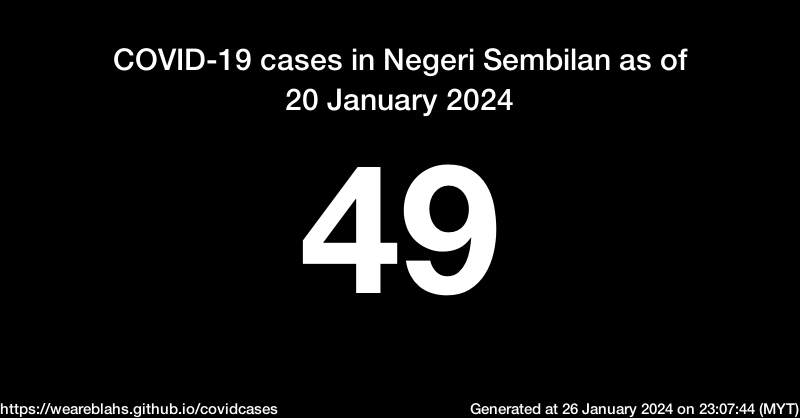 COVID-19 cases in Negeri Sembilan as of
20 January 2024
49
https://weareblahs.github.io/covidcases
Generated at 26 January 2024 on 23:07:44 (MYT)